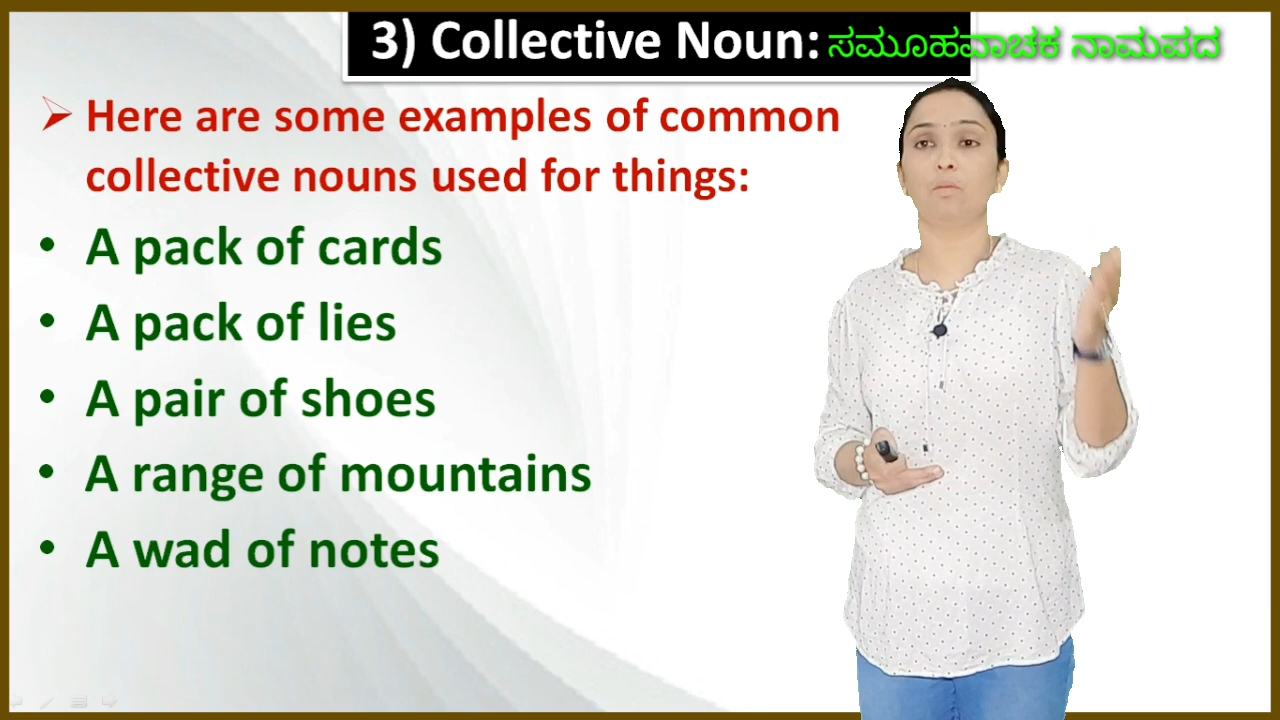 3) Collective Noun: ಸಮೂಹವಾಚಕ ನಾಮಪದ
Here are some examples of common
collective nouns used for things:
A pack of cards
A pack of lies
A pair of shoes
A range of mountains
A wad of notes